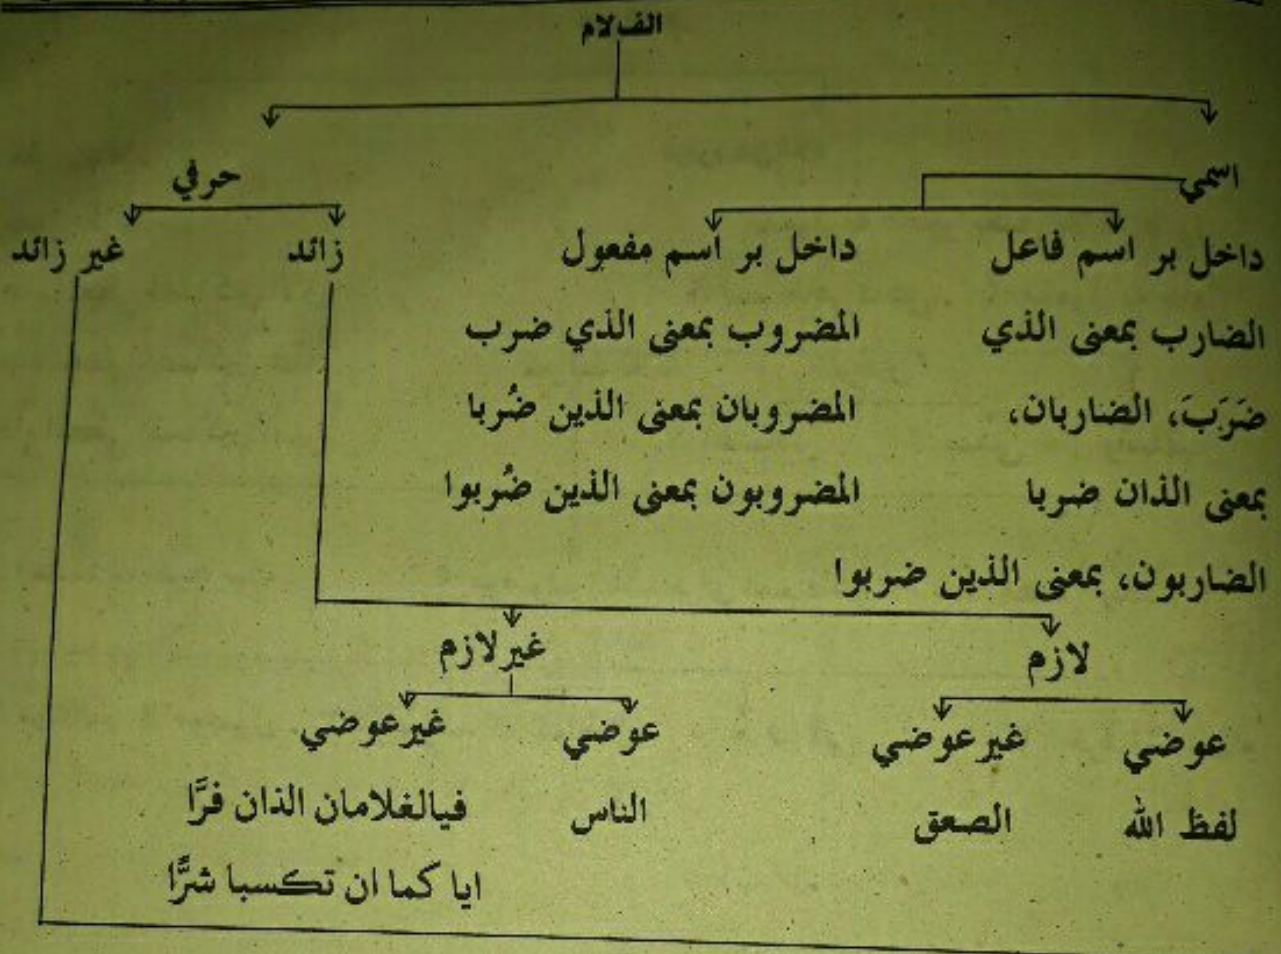 الف لام
اسمي
حرفي
داخل بر اسم فاعل
داخل بر اسم مفعول
زائد
غير زائد
الضارب بمعنى الذي
المضروب بمعنى الذي ضرب
ضَرَبَ، الضاربان،
المضروبان بمعنى الذين ضُربا
بمعنى الذان ضربا
المضروبون بمعنى الذين ضُربوا
الضاربون، بمعنى الذين ضربوا
لازم
غيرلازم
عوضي
غيرعوضي
عوضي
غيرعوضي
لفظ الله
الصعق
الناس
فيالغلامان الذان فرَّا
ايا كما ان تكسبا شرًّا